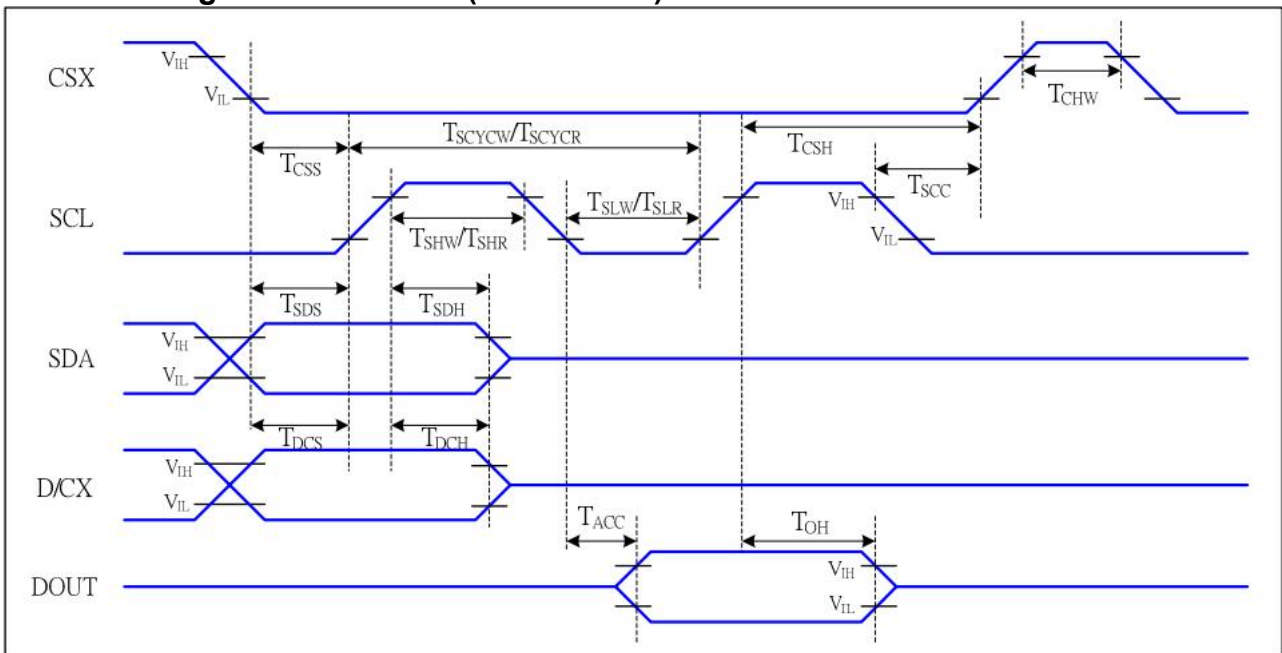 CSX
VIH
VIL
TCHW
TSCYCW/TSCYCR
TCSS
TCSH
TSCC
SCL
TSLW/TSLR
VIH
TSHW/TSHR
VIL
TSDS
TSDH
SDA
VIH
VIL
TDCS
TDCH
D/CX
VIH
VIL
TACC
TOH
DOUT
VIH
VIL